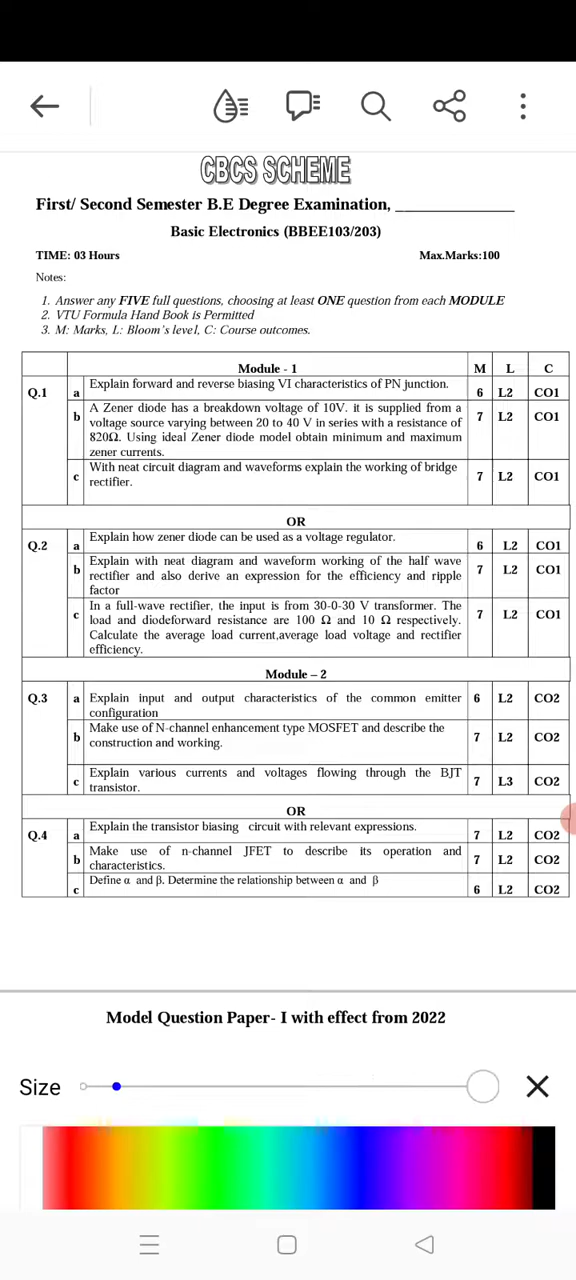 CBCS SCHEME
First/ Second Semester B.E Degree Examination, ______________
Basic Electronics (BBEE103/203)
TIME: 03 Hours Max.Marks:100
Notes:
1. Answer any FIVE full questions, choosing at least ONE question from each MODULE
2. VTU Formula Hand Book is Permitted
3. M: Marks, L: Bloom's level, C: Course outcomes.
Module - 1 M L C
Q.1 a Explain forward and reverse biasing VI characteristics of PN junction. 6 L2 CO1
b A Zener diode has a breakdown voltage of 10V. it is supplied from a 7 L2 CO1
voltage source varying between 20 to 40 V in series with a resistance of
820Ω. Using ideal Zener diode model obtain minimum and maximum
zener currents.
c With neat circuit diagram and waveforms explain the working of bridge 7 L2 CO1
rectifier.
OR
Q.2 a Explain how zener diode can be used as a voltage regulator. 6 L2 CO1
b Explain with neat diagram and waveform working of the half wave 7 L2 CO1
rectifier and also derive an expression for the efficiency and ripple
factor
c In a full-wave rectifier, the input is from 30-0-30 V transformer. The 7 L2 CO1
load and diodeforward resistance are 100 Ω and 10 Ω respectively.
Calculate the average load current,average load voltage and rectifier
efficiency.
Module – 2
Q.3 a Explain input and output characteristics of the common emitter 6 L2 CO2
configuration
b Make use of N-channel enhancement type MOSFET and describe the 7 L2 CO2
construction and working.
c Explain various currents and voltages flowing through the BJT 7 L3 CO2
transistor.
OR
Q.4 a Explain the transistor biasing circuit with relevant expressions. 7 L2 CO2
b Make use of n-channel JFET to describe its operation and 7 L2 CO2
characteristics.
c Define α and β. Determine the relationship between α and β 6 L2 CO2
Model Question Paper- I with effect from 2022
Size